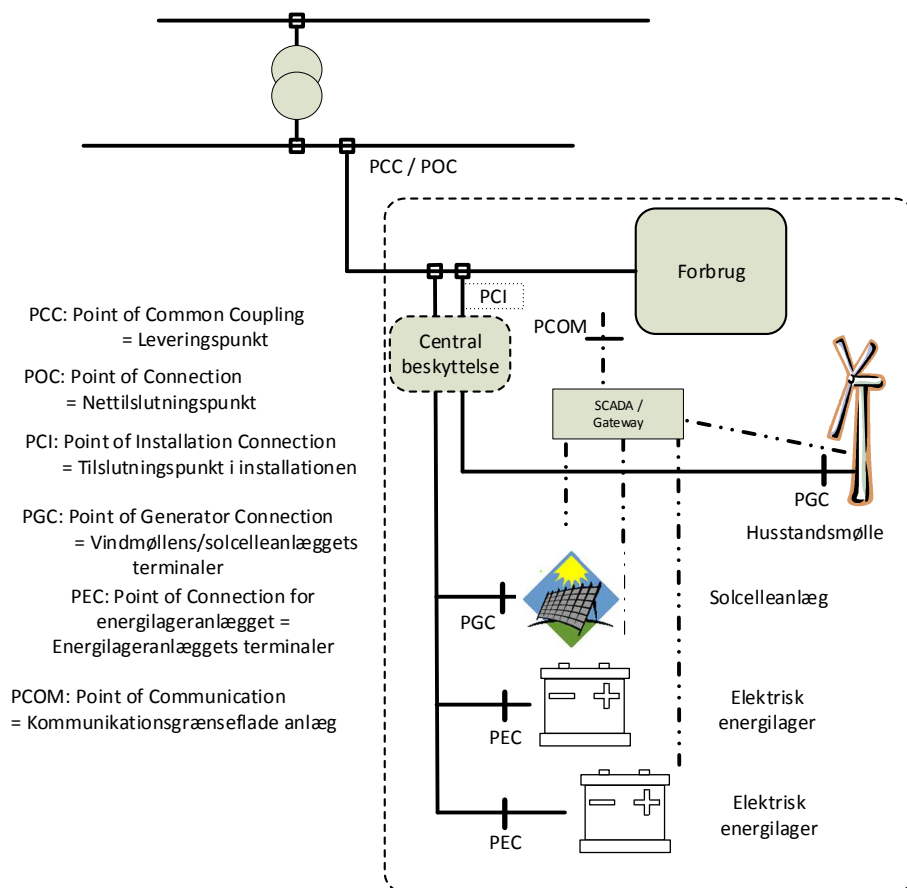 PCC / POC
Forbrug
PCI
Central
beskyttelse
PCOM
SCADA /
Gateway
PGC
Husstandsmølle
PCC: Point of Common Coupling
= Leveringspunkt
POC: Point of Connection
= Nettilslutningspunkt
PCI: Point of Installation Connection
= Tilslutningspunkt i installationen
PGC: Point of Generator Connection
= Vindmøllens/solcelleanlæggets
terminaler
PEC: Point of Connection for
energilageranlægget =
Energilageranlæggets terminaler
PCOM: Point of Communication
= Kommunikationsgrænseflade anlæg
PGC
Solcelleanlæg
PEC
Elektrisk
energilager
PEC
Elektrisk
energilager